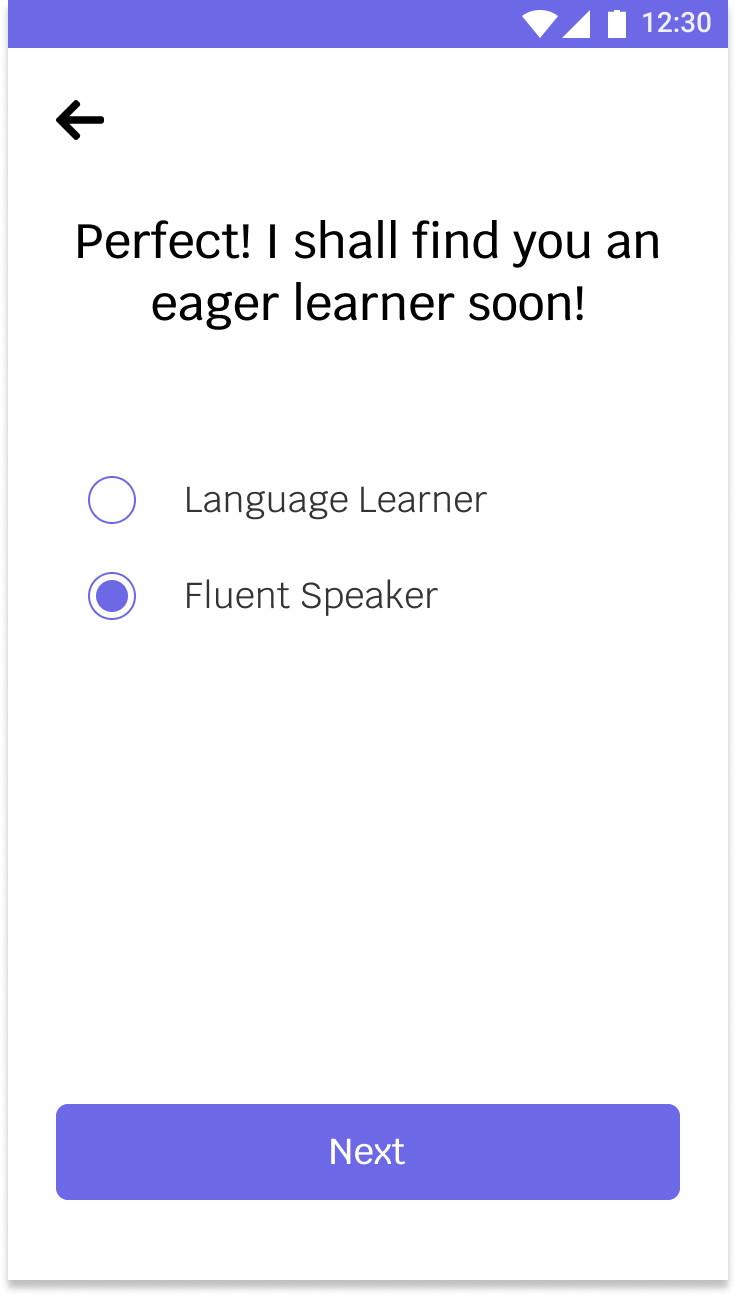 12:30
Perfect! I shall find you an
eager learner soon!
Language Learner
Fluent Speaker
Next